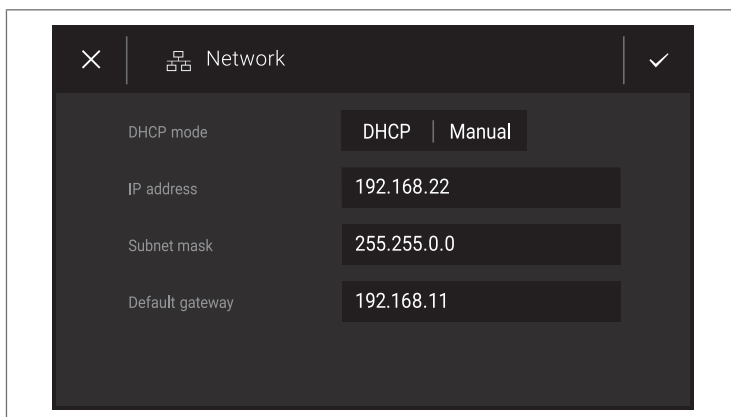 Network
DHCP mode DHCP | Manual
IP address 192.168.22
Subnet mask 255.255.0.0
Default gateway 192.168.11